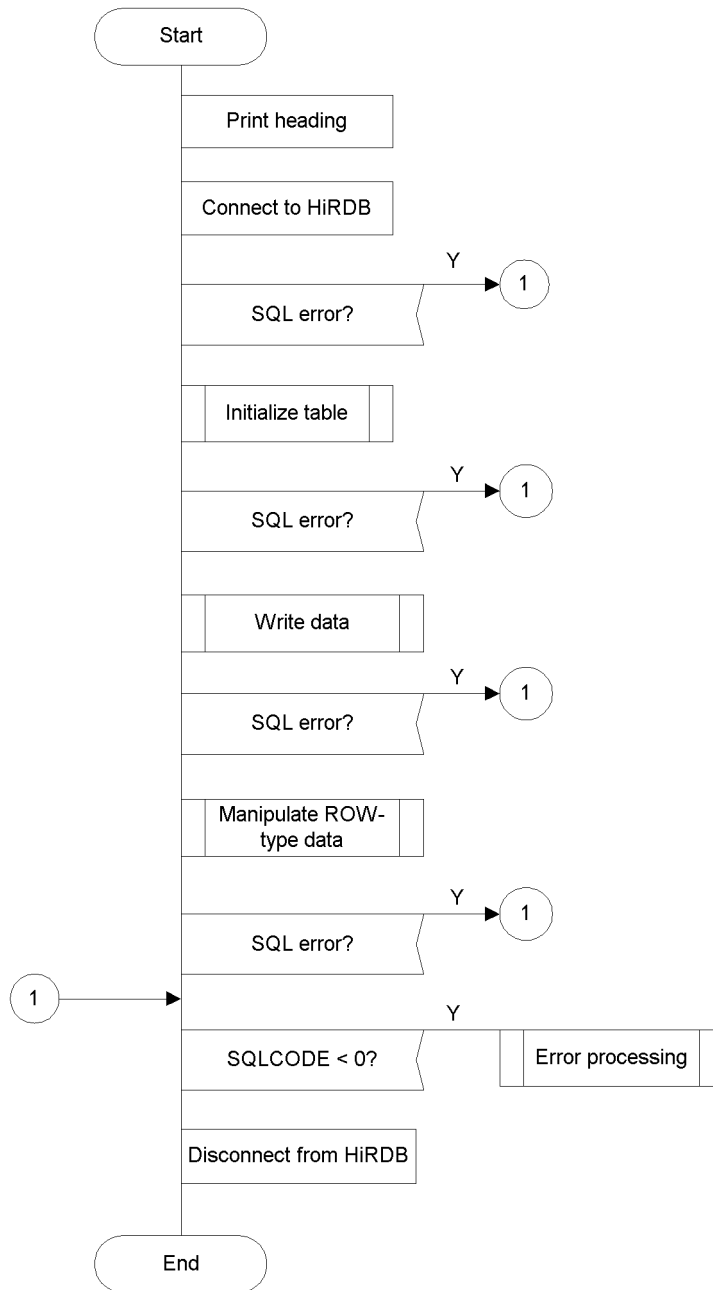 Start
Print heading
Connect to HiRDB
Y
1
SQL error?
Initialize table
Y
1
SQL error?
Write data
Y
1
SQL error?
Manipulate ROW-
type data
Y
1
SQL error?
1
Y
SQLCODE < 0?
Error processing
Disconnect from HiRDB
End